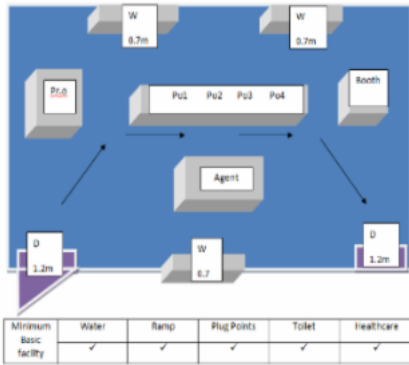 W
0.7m
W
0.7m
Pr.o
Po1 Po2 Po3 Po4
Booth
Agent
D
1.2m
W
0.7
D
1.2m
Minimum Basic facility Water Ramp Plug Points Toilet Healthcare
✓ ✓ ✓ ✓ ✓